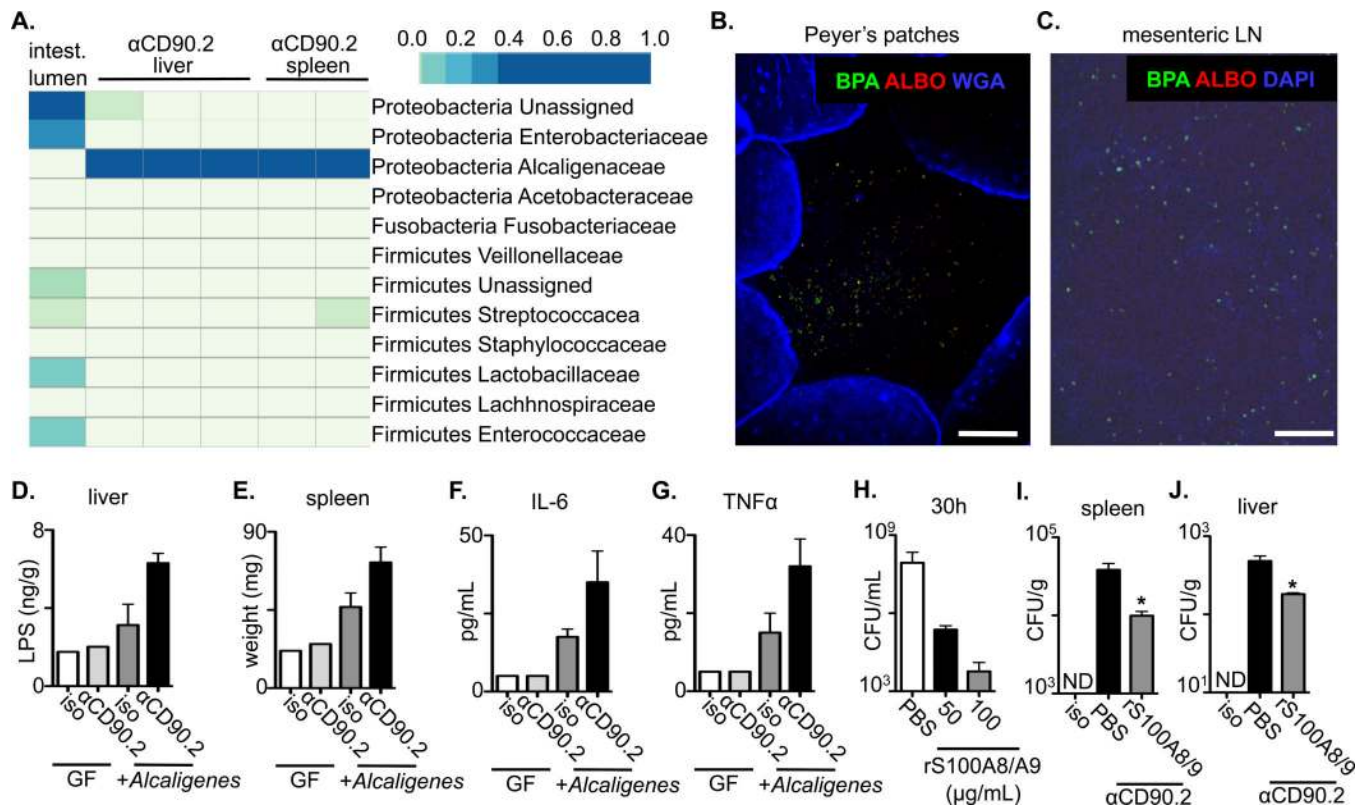 A.
intest.
lumen
αCD90.2
liver
αCD90.2
spleen
0.0 0.2 0.4 0.6 0.8 1.0
Proteobacteria Unassigned
Proteobacteria Enterobacteriaceae
Proteobacteria Alcaligenaceae
Proteobacteria Acetobacteraceae
Fusobacteria Fusobacteriaceae
Firmicutes Veillonellaceae
Firmicutes Unassigned
Firmicutes Streptococcacea
Firmicutes Staphylococcaceae
Firmicutes Lactobacillaceae
Firmicutes Lachhnospiraceae
Firmicutes Enterococcaceae
B.
Peyer's patches
BPA ALBO WGA
C.
mesenteric LN
BPA ALBO DAPI
D.
liver
LPS (ng/g)
8
0
iso αCD90.2 iso αCD90.2
GF +Alcaligenes
E.
spleen
weight (mg)
90
0
iso αCD90.2 iso αCD90.2
GF +Alcaligenes
F.
IL-6
pg/mL
50
0
iso αCD90.2 iso αCD90.2
GF +Alcaligenes
G.
TNFα
pg/mL
40
0
iso αCD90.2 iso αCD90.2
GF +Alcaligenes
H.
30h
CFU/mL
10⁹
10³
PBS 50 100
rS100A8/A9
(µg/mL)
I.
spleen
CFU/g
10⁵
10³
ND
*
iso PBS rS100A8/9
αCD90.2
J.
liver
CFU/g
10³
10¹
ND
*
iso PBS rS100A8/9
αCD90.2